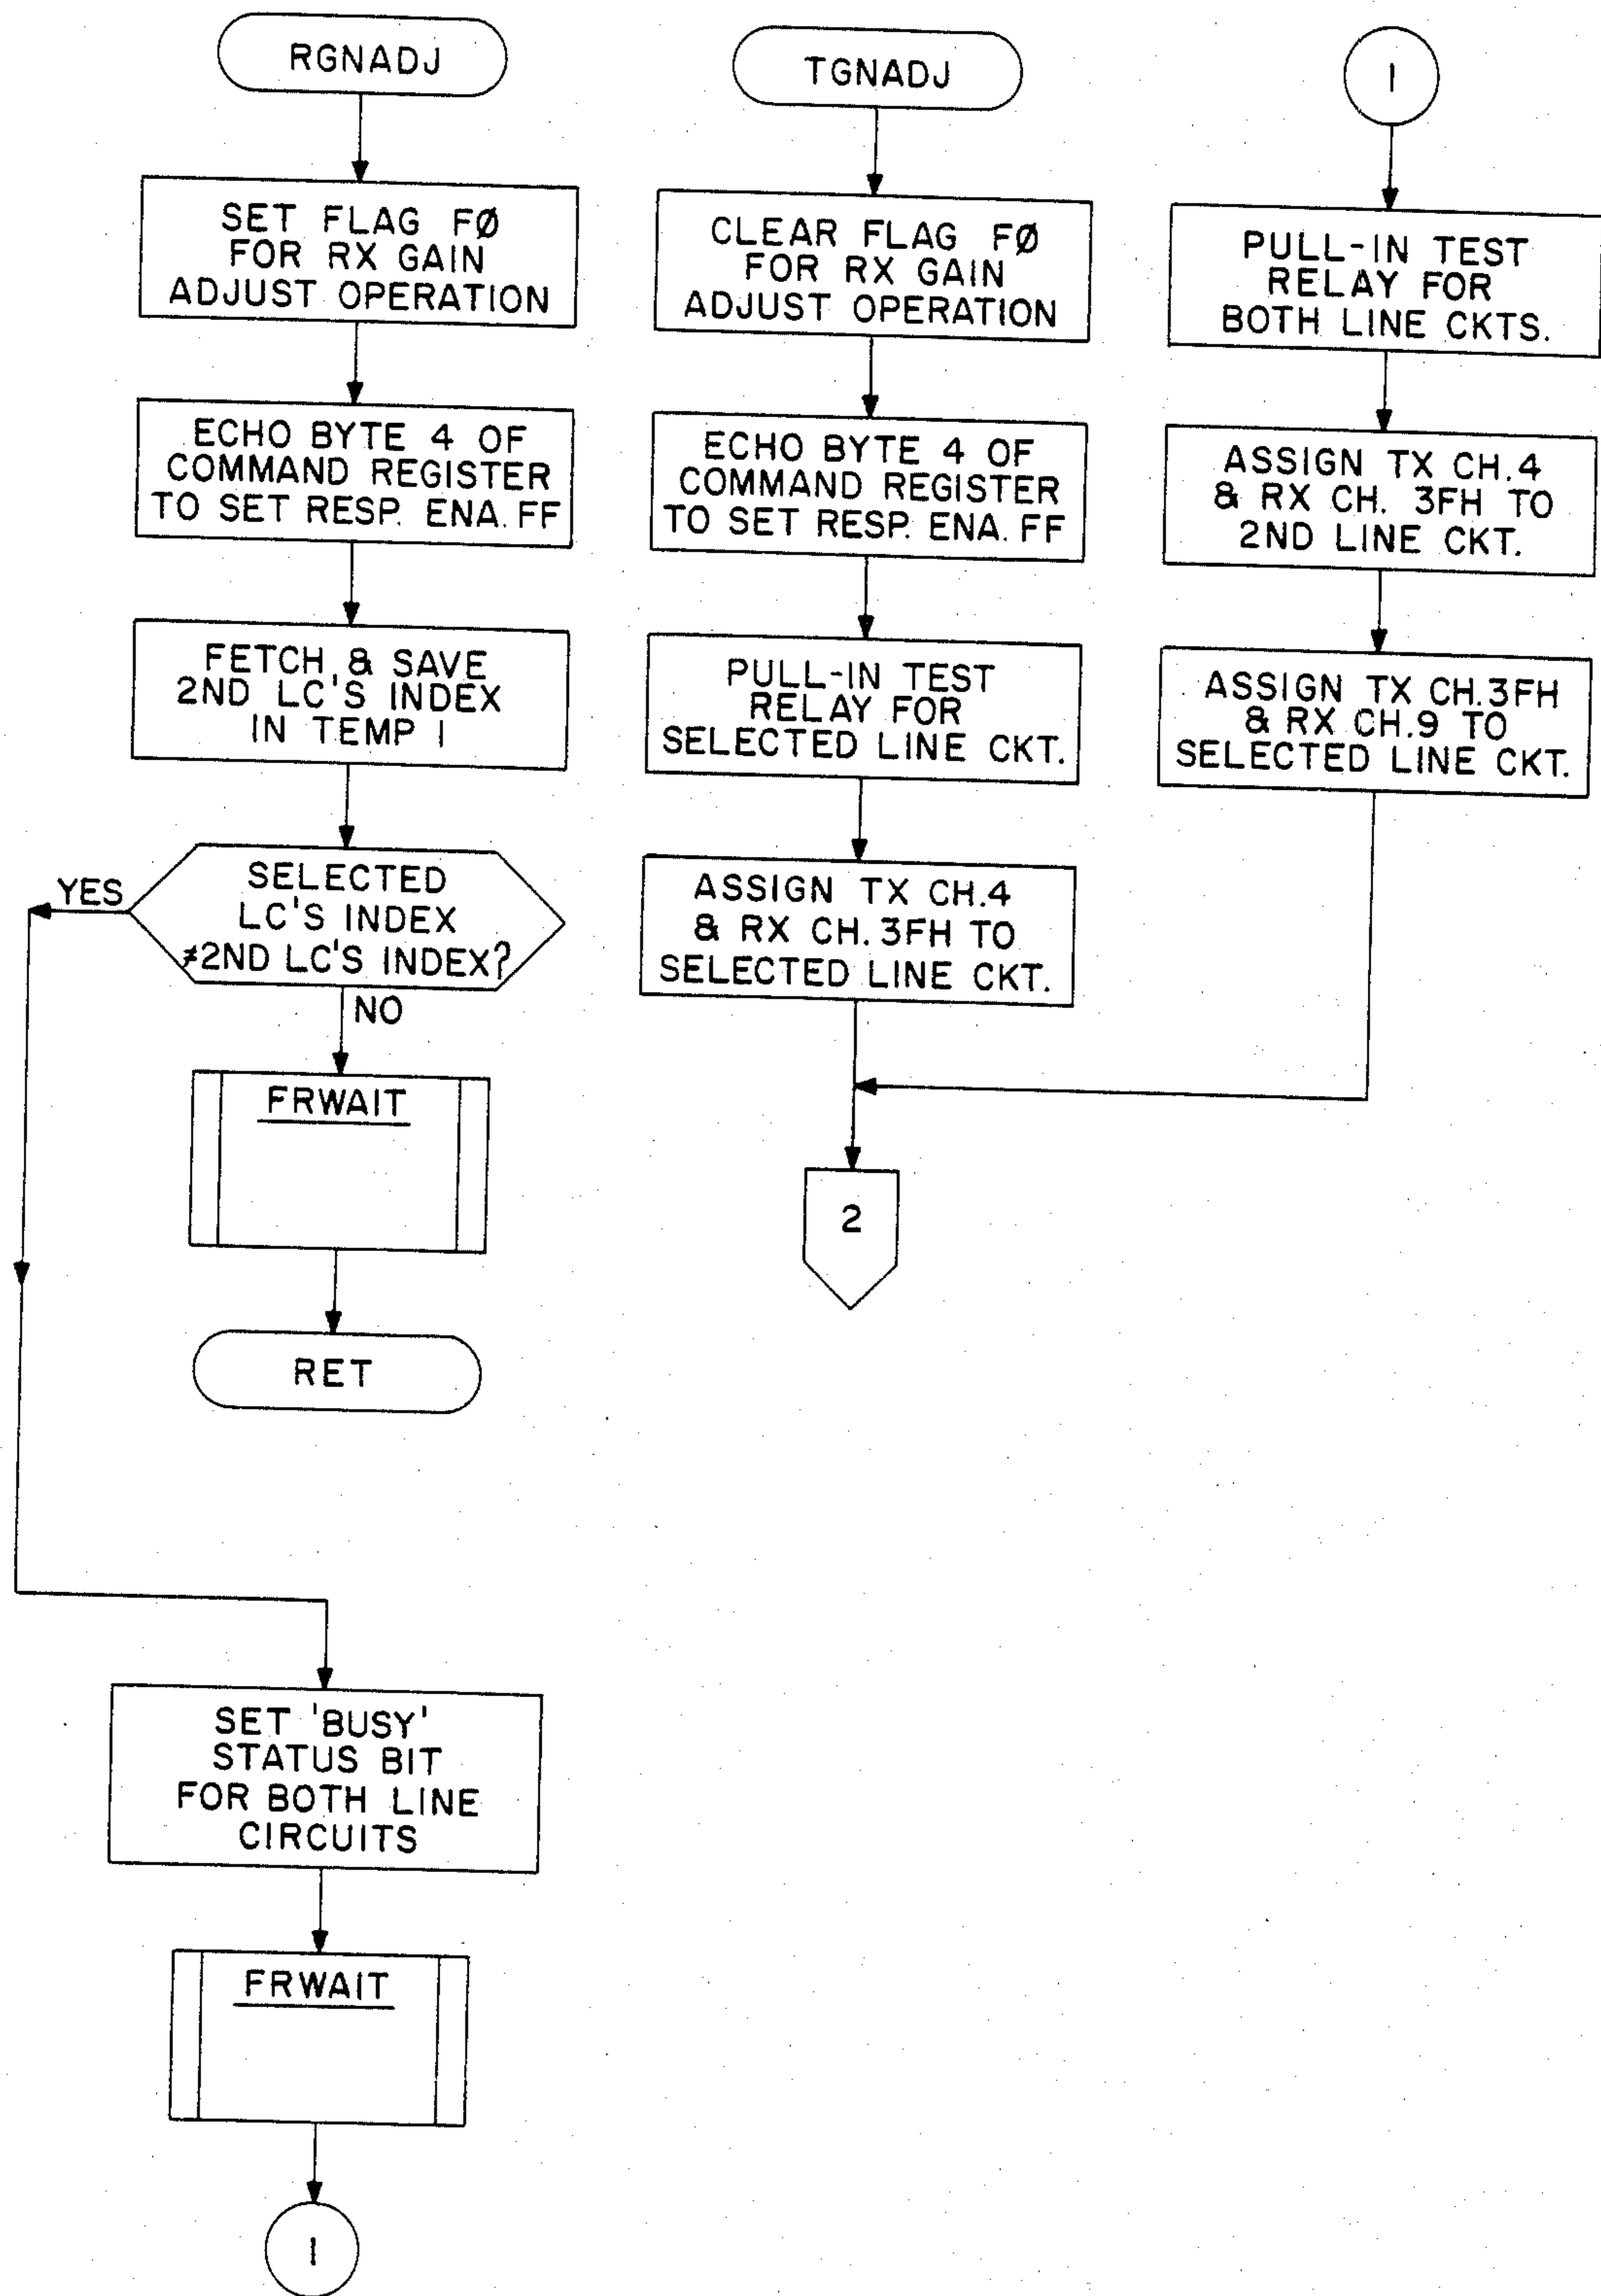 RGNADJ
SET FLAG FØ
FOR RX GAIN
ADJUST OPERATION
ECHO BYTE 4 OF
COMMAND REGISTER
TO SET RESP. ENA. FF
FETCH & SAVE
2ND LC'S INDEX
IN TEMP 1
SELECTED
LC'S INDEX
≠2ND LC'S INDEX?
YES
NO
FRWAIT
RET
SET 'BUSY'
STATUS BIT
FOR BOTH LINE
CIRCUITS
FRWAIT
1
TGNADJ
CLEAR FLAG FØ
FOR RX GAIN
ADJUST OPERATION
ECHO BYTE 4 OF
COMMAND REGISTER
TO SET RESP. ENA. FF
PULL-IN TEST
RELAY FOR
SELECTED LINE CKT.
ASSIGN TX CH.4
& RX CH. 3FH TO
SELECTED LINE CKT.
2
1
PULL-IN TEST
RELAY FOR
BOTH LINE CKTS.
ASSIGN TX CH.4
& RX CH. 3FH TO
2ND LINE CKT.
ASSIGN TX CH.3FH
& RX CH.9 TO
SELECTED LINE CKT.